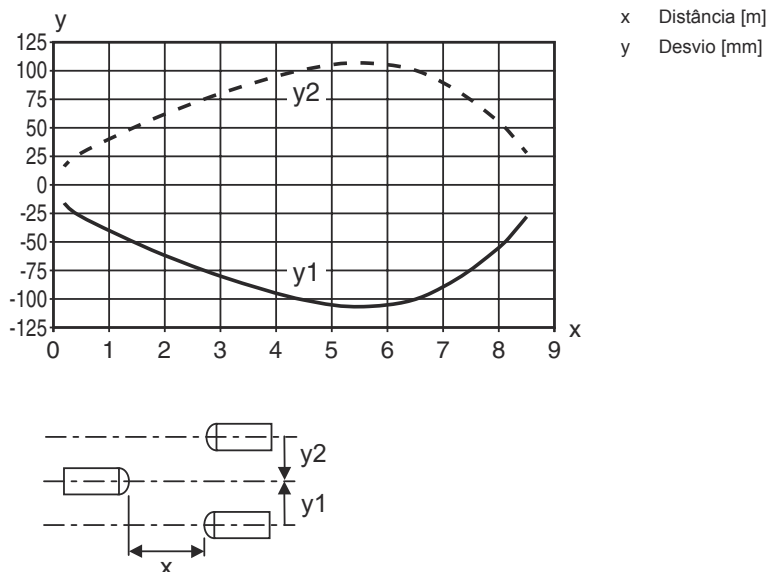 y
x Distância [m]
y Desvio [mm]
125
100
75
50
25
0
-25
-50
-75
-100
-125
y2
y1
0 1 2 3 4 5 6 7 8 9
x
y2
y1
x